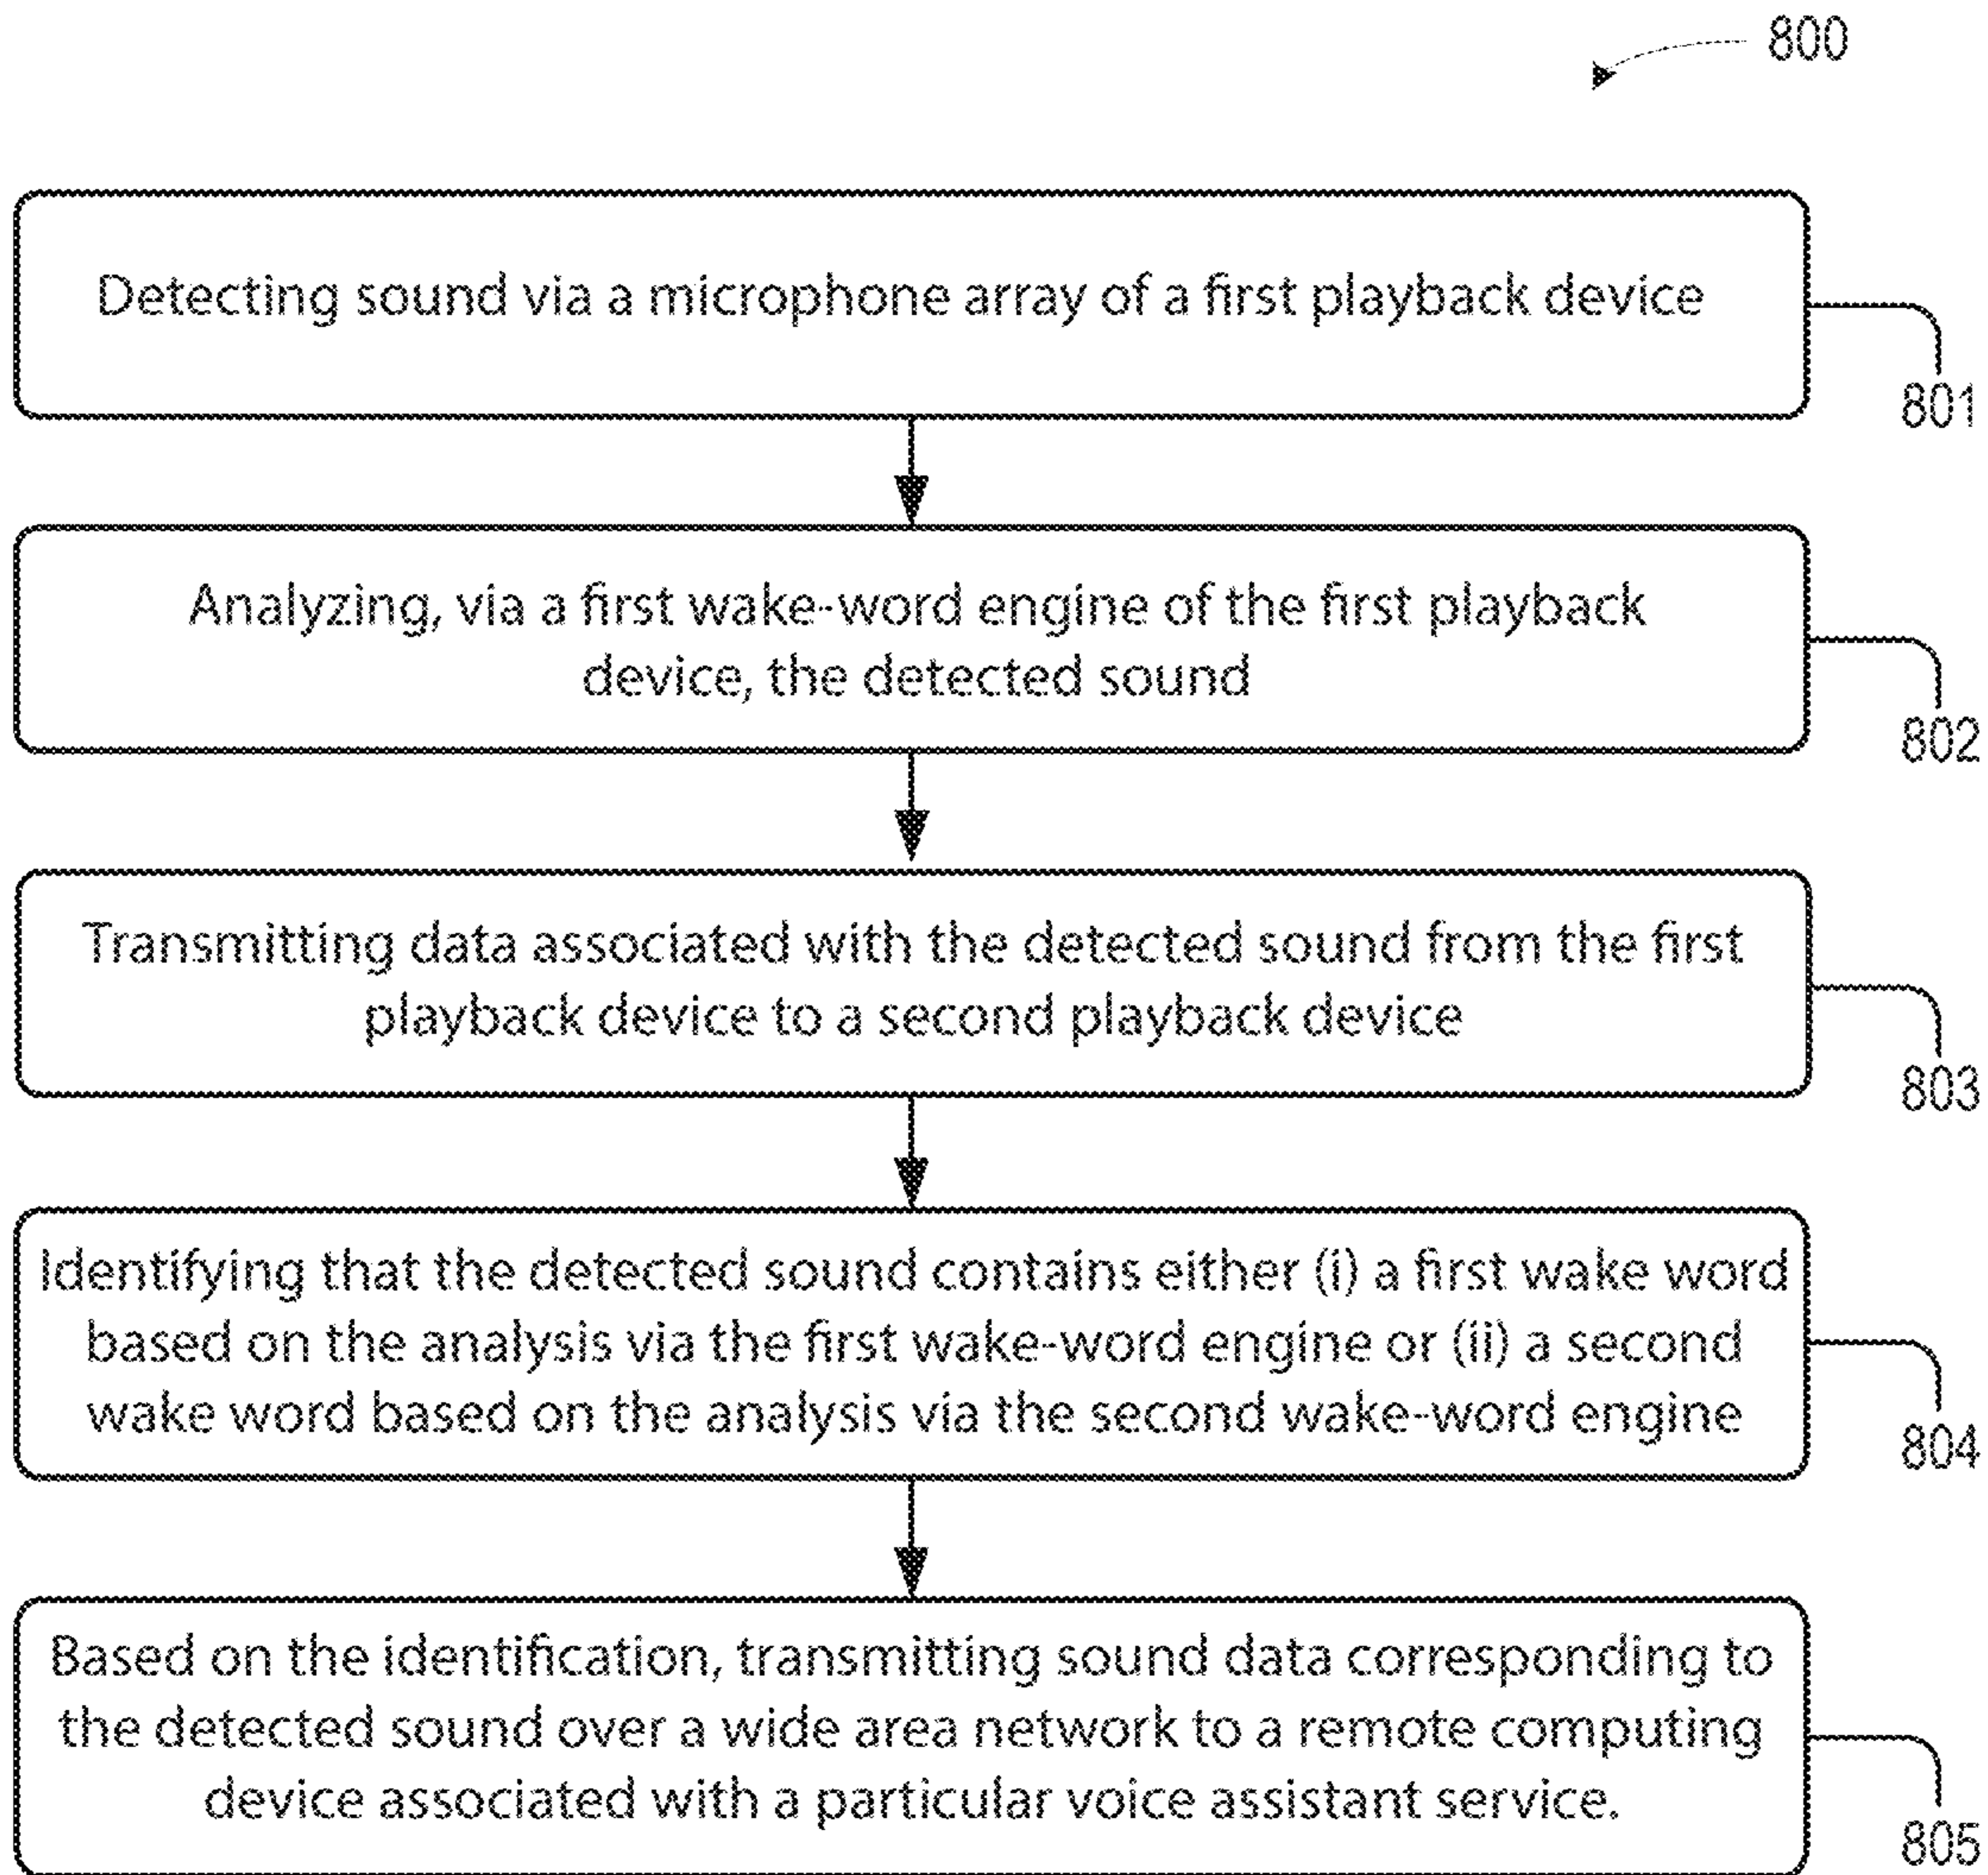 800
Detecting sound via a microphone array of a first playback device
801
Analyzing, via a first wake-word engine of the first playback
device, the detected sound
802
Transmitting data associated with the detected sound from the first
playback device to a second playback device
803
Identifying that the detected sound contains either (i) a first wake word
based on the analysis via the first wake-word engine or (ii) a second
wake word based on the analysis via the second wake-word engine
804
Based on the identification, transmitting sound data corresponding to
the detected sound over a wide area network to a remote computing
device associated with a particular voice assistant service.
805